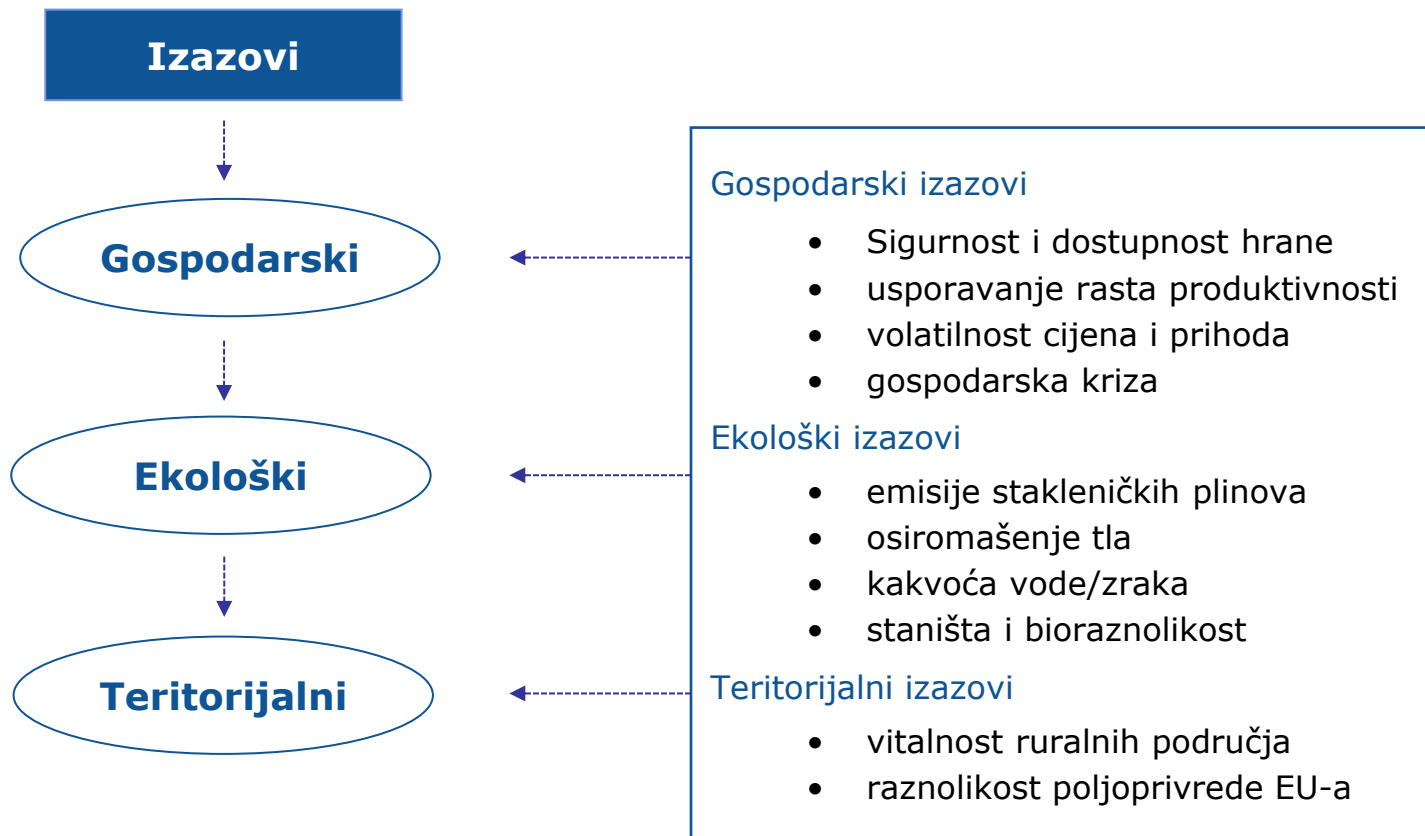 Izazovi
Gospodarski
Ekološki
Teritorijalni
Gospodarski izazovi
• Sigurnost i dostupnost hrane
• usporavanje rasta produktivnosti
• volatilnost cijena i prihoda
• gospodarska kriza
Ekološki izazovi
• emisije stakleničkih plinova
• osiromašenje tla
• kakvoća vode/zraka
• staništa i bioraznolikost
Teritorijalni izazovi
• vitalnost ruralnih područja
• raznolikost poljoprivrede EU-a